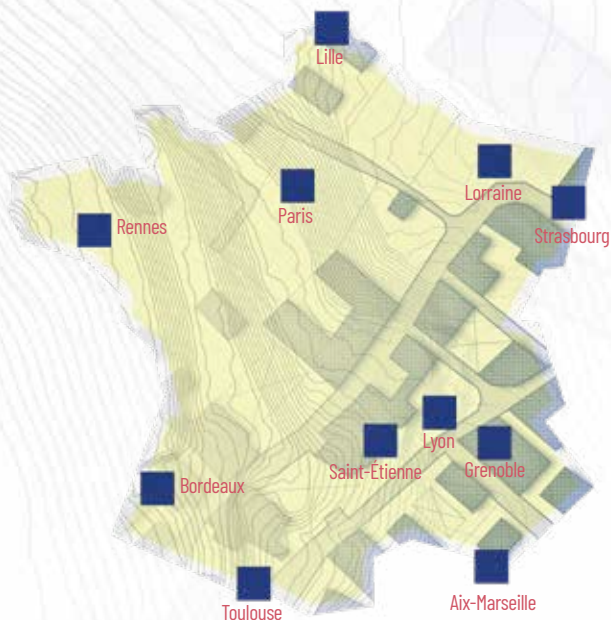 Lille
Lorraine
Paris
Strasbourg
Rennes
Lyon
Saint-Étienne
Grenoble
Bordeaux
Aix-Marseille
Toulouse